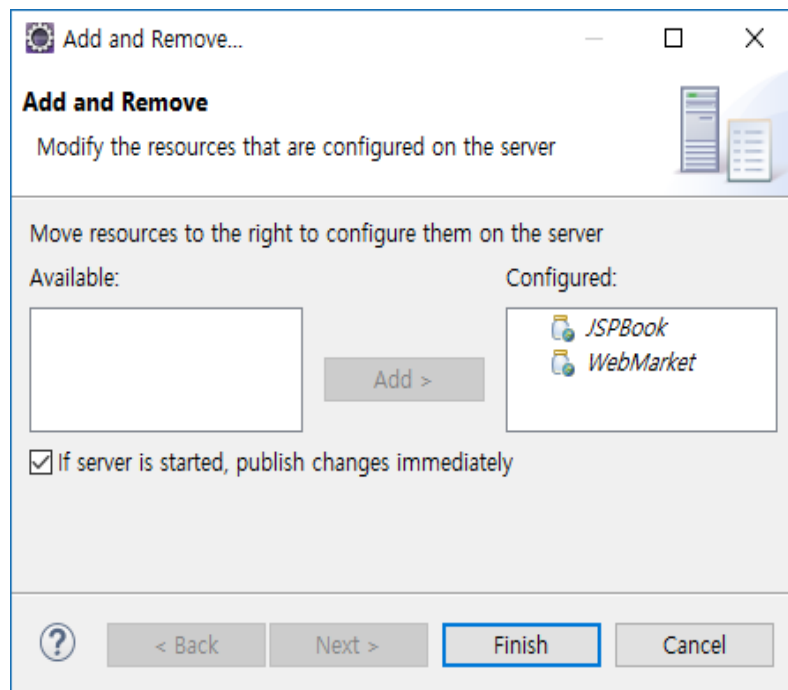 Add and Remove...
Add and Remove
Modify the resources that are configured on the server
Move resources to the right to configure them on the server
Available:
Configured:
JSPBook
WebMarket
Add >
If server is started, publish changes immediately
?
< Back
Next >
Finish
Cancel